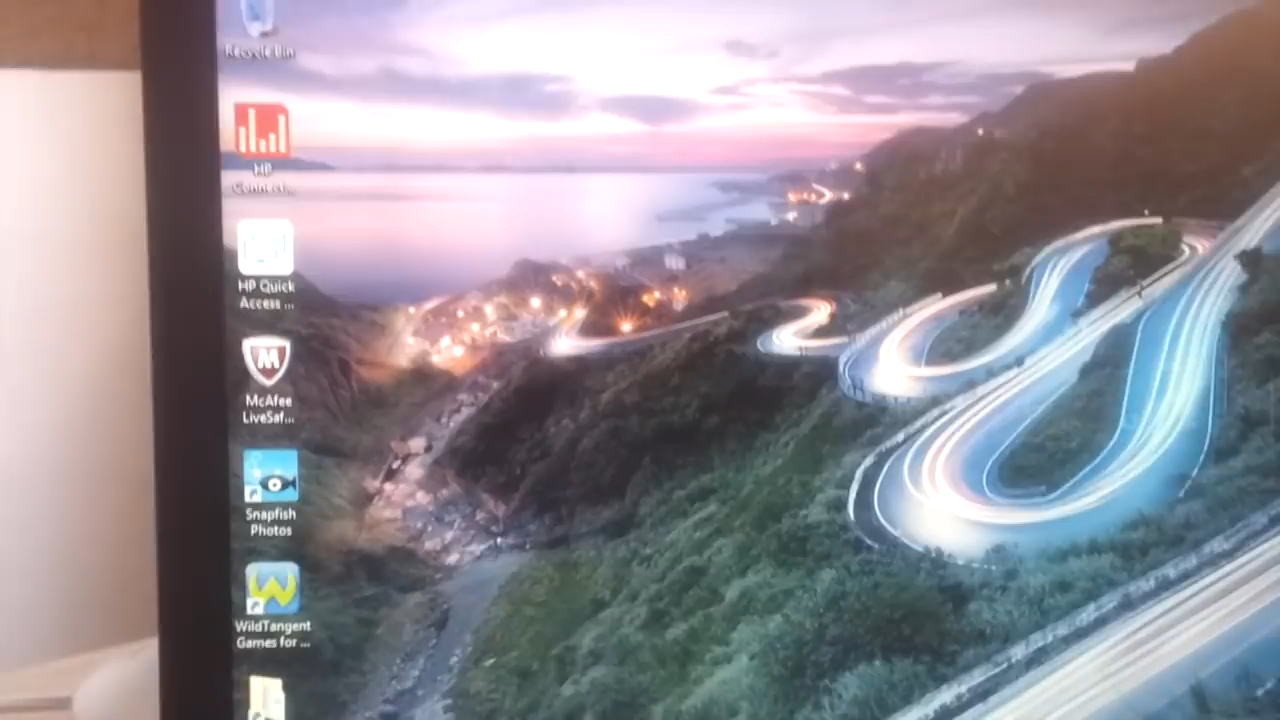 Recycle Bin
HP
Connect...
HP Quick
Access ...
M
McAfee
LiveSaf...
Snapfish
Photos
W
WildTangent
Games for ...